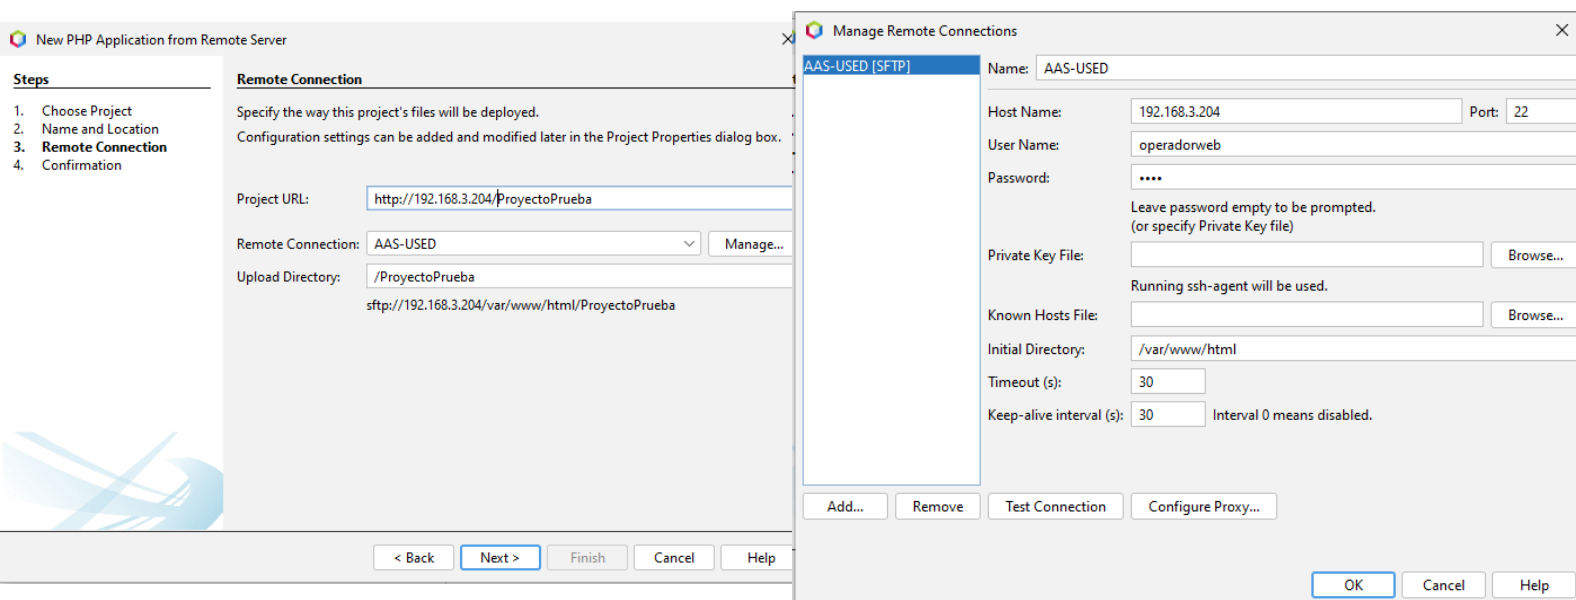 New PHP Application from Remote Server
Steps
1. Choose Project
2. Name and Location
3. Remote Connection
4. Confirmation
Remote Connection
Specify the way this project's files will be deployed.
Configuration settings can be added and modified later in the Project Properties dialog box.
Project URL: http://192.168.3.204/ProyectoPrueba
Remote Connection: AAS-USED Manage...
Upload Directory: /ProyectoPrueba
sftp://192.168.3.204/var/www/html/ProyectoPrueba
< Back Next > Finish Cancel Help
Manage Remote Connections
AAS-USED [SFTP]
Name: AAS-USED
Host Name: 192.168.3.204 Port: 22
User Name: operadorweb
Password: ••••
Leave password empty to be prompted.
(or specify Private Key file)
Private Key File: Browse...
Running ssh-agent will be used.
Known Hosts File: Browse...
Initial Directory: /var/www/html
Timeout (s): 30
Keep-alive interval (s): 30 Interval 0 means disabled.
Add... Remove Test Connection Configure Proxy...
OK Cancel Help